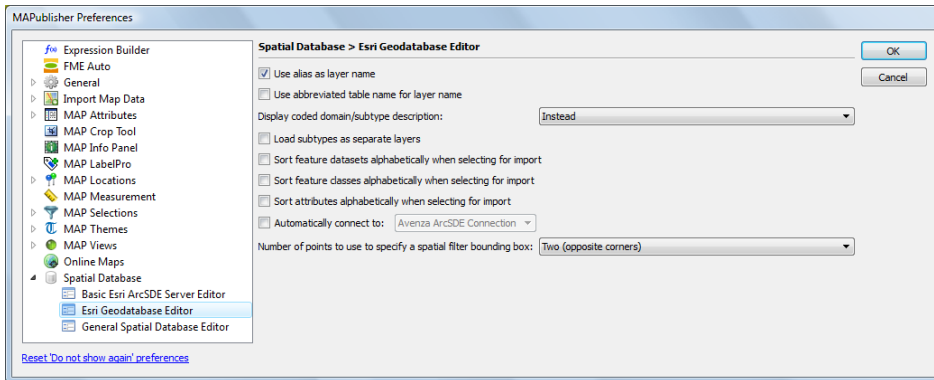 MAPublisher Preferences
Expression Builder
FME Auto
General
Import Map Data
MAP Attributes
MAP Crop Tool
MAP Info Panel
MAP LabelPro
MAP Locations
MAP Measurement
MAP Selections
MAP Themes
MAP Views
Online Maps
Spatial Database
Basic Esri ArcSDE Server Editor
Esri Geodatabase Editor
General Spatial Database Editor
Reset 'Do not show again' preferences
Spatial Database > Esri Geodatabase Editor
Use alias as layer name
Use abbreviated table name for layer name
Display coded domain/subtype description: Instead
Load subtypes as separate layers
Sort feature datasets alphabetically when selecting for import
Sort feature classes alphabetically when selecting for import
Sort attributes alphabetically when selecting for import
Automatically connect to: Avenza ArcSDE Connection
Number of points to use to specify a spatial filter bounding box: Two (opposite corners)
OK
Cancel